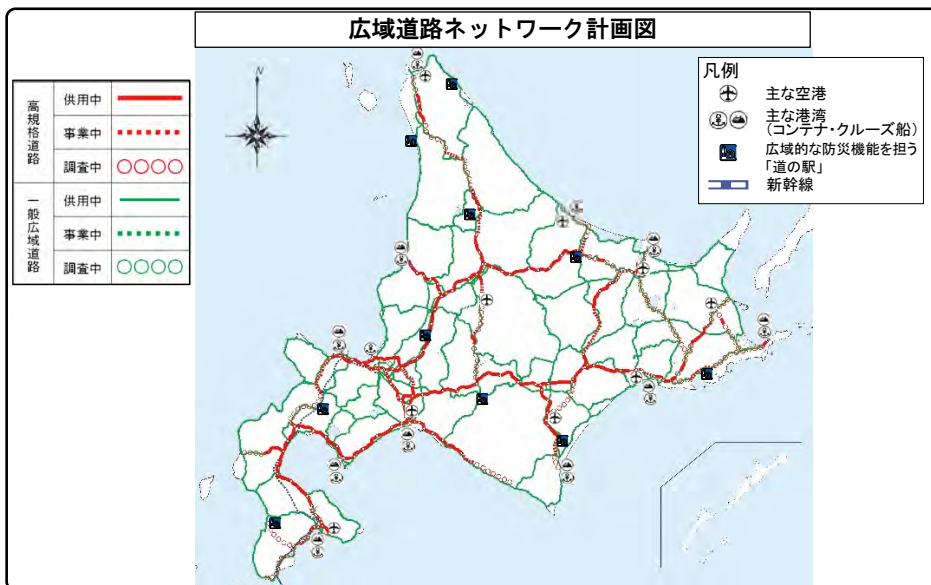 広域道路ネットワーク計画図
高規格道路
供用中
事業中
調査中
一般広域道路
供用中
事業中
調査中
N
凡例
主な空港
主な港湾
(コンテナ・クルーズ船)
広域的な防災機能を担う
「道の駅」
新幹線